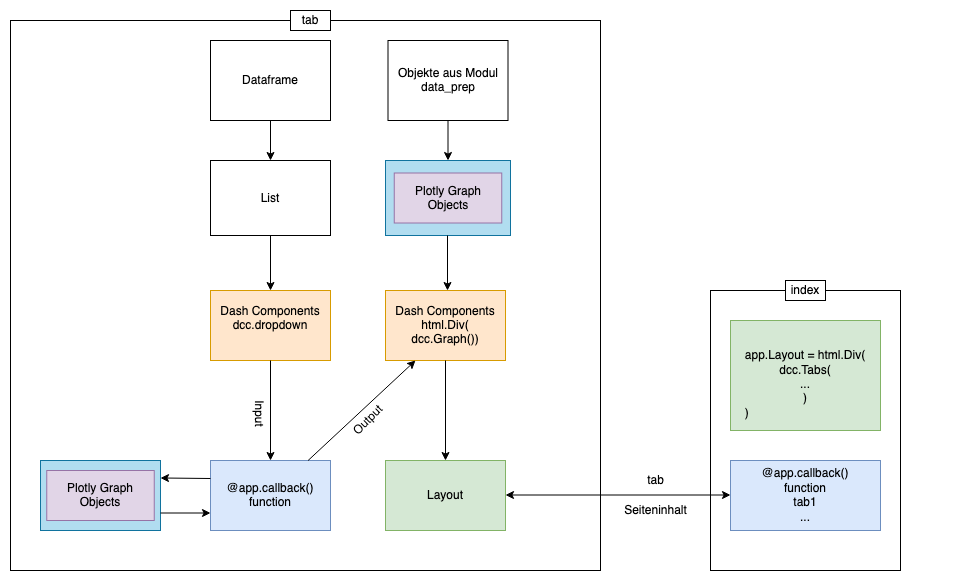 tab
Dataframe
Objekte aus Modul
data_prep
List
Plotly Graph
Objects
Dash Components
dcc.dropdown
Dash Components
html.Div(
dcc.Graph())
Input
Output
Plotly Graph
Objects
@app.callback()
function
Layout
tab
Seiteninhalt
index
app.Layout = html.Div(
dcc.Tabs(
...
)
)
@app.callback()
function
tab1
...